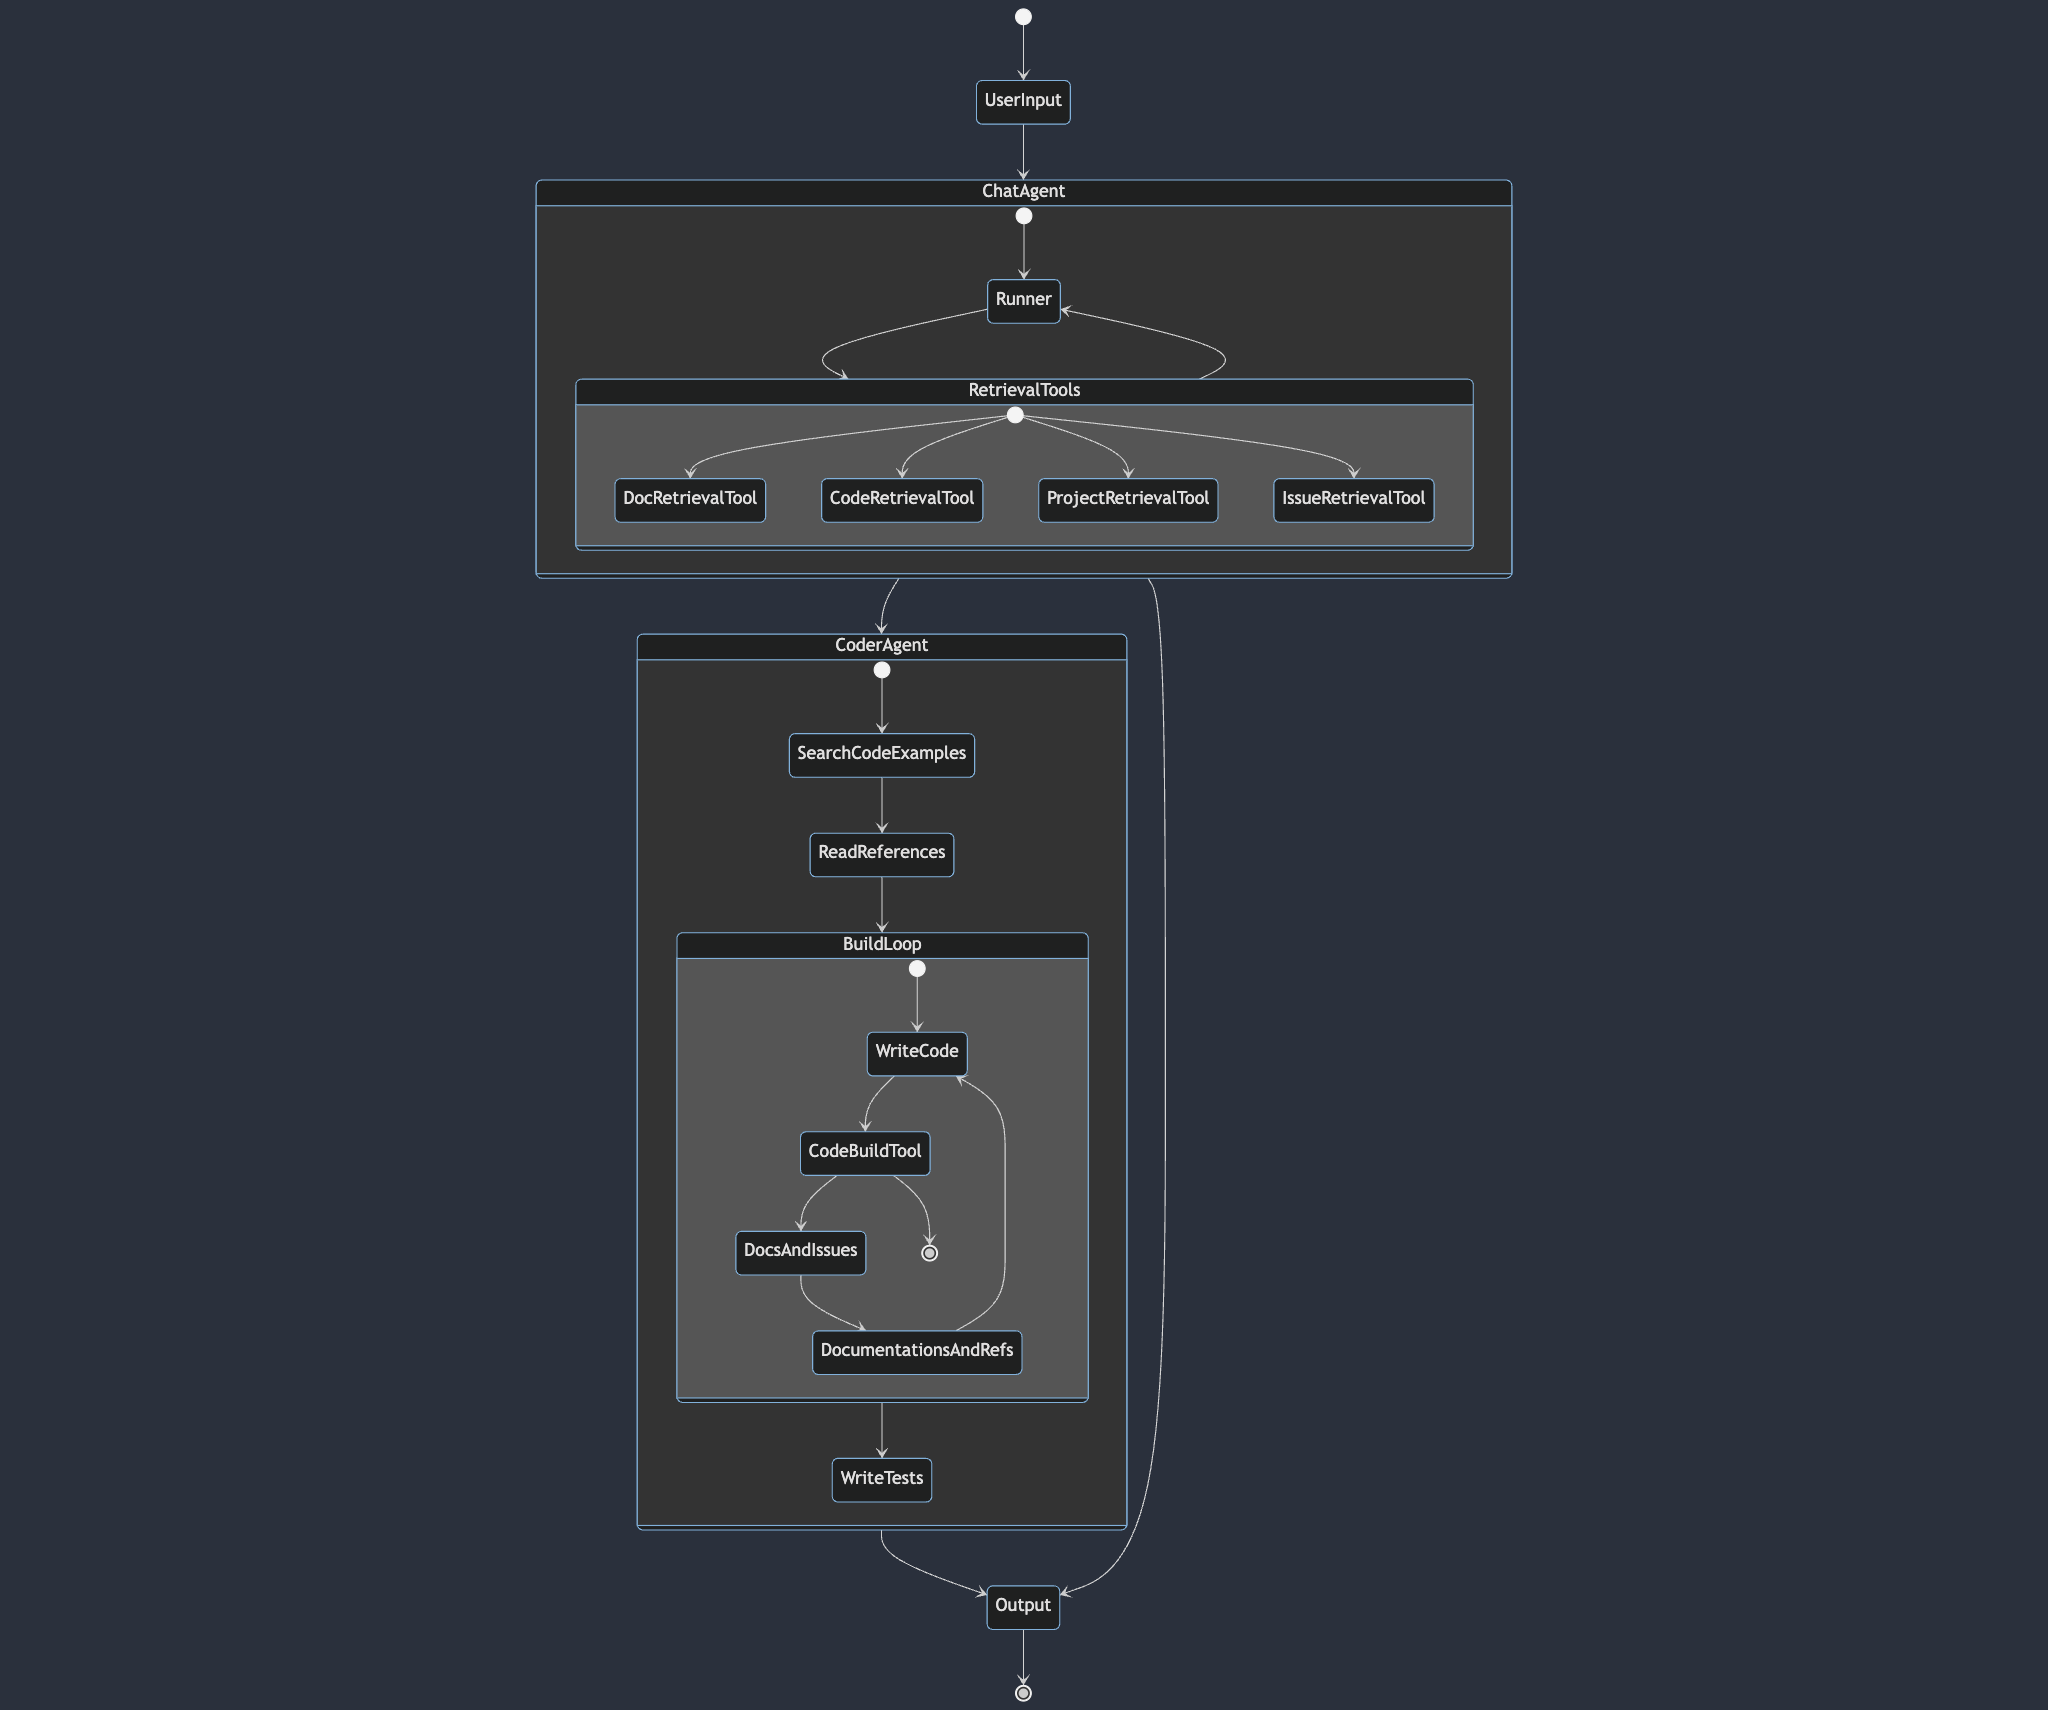 UserInput
ChatAgent
Runner
RetrievalTools
DocRetrievalTool
CodeRetrievalTool
ProjectRetrievalTool
IssueRetrievalTool
CoderAgent
SearchCodeExamples
ReadReferences
BuildLoop
WriteCode
CodeBuildTool
DocsAndIssues
DocumentationsAndRefs
WriteTests
Output